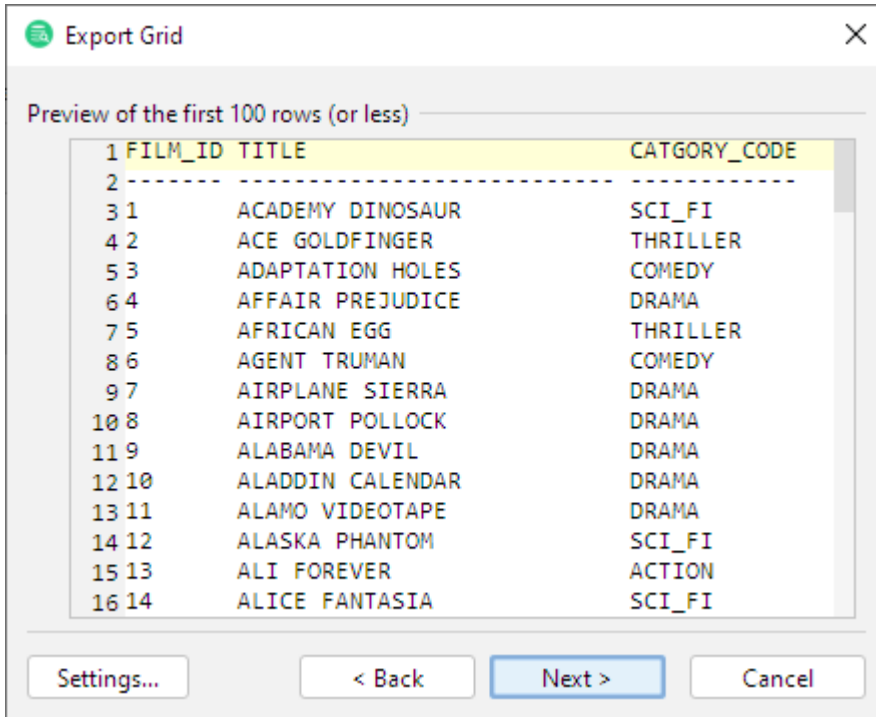 Export Grid
Preview of the first 100 rows (or less)
1 FILM_ID TITLE CATGORY_CODE
2 ------- --------------------------- ------------
3 1 ACADEMY DINOSAUR SCI_FI
4 2 ACE GOLDFINGER THRILLER
5 3 ADAPTATION HOLES COMEDY
6 4 AFFAIR PREJUDICE DRAMA
7 5 AFRICAN EGG THRILLER
8 6 AGENT TRUMAN COMEDY
9 7 AIRPLANE SIERRA DRAMA
10 8 AIRPORT POLLOCK DRAMA
11 9 ALABAMA DEVIL DRAMA
12 10 ALADDIN CALENDAR DRAMA
13 11 ALAMO VIDEOTAPE DRAMA
14 12 ALASKA PHANTOM SCI_FI
15 13 ALI FOREVER ACTION
16 14 ALICE FANTASIA SCI_FI
Settings... < Back Next > Cancel